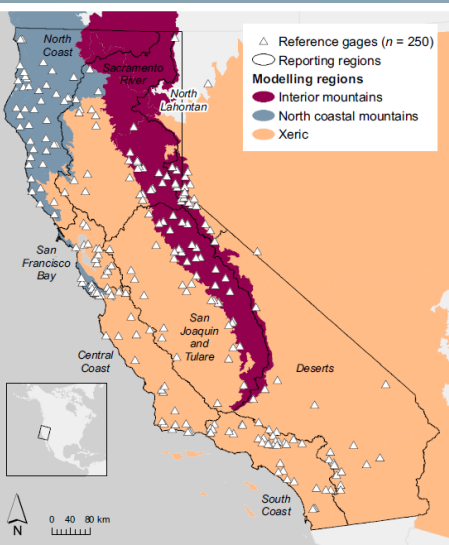 North
Coast
Sacramento
River
North
Lahontan
Reference gages (n = 250)
Reporting regions
Modelling regions
Interior mountains
North coastal mountains
Xeric
San
Francisco
Bay
San
Joaquin
and
Tulare
Central
Coast
Deserts
South
Coast
N
0 40 80 km